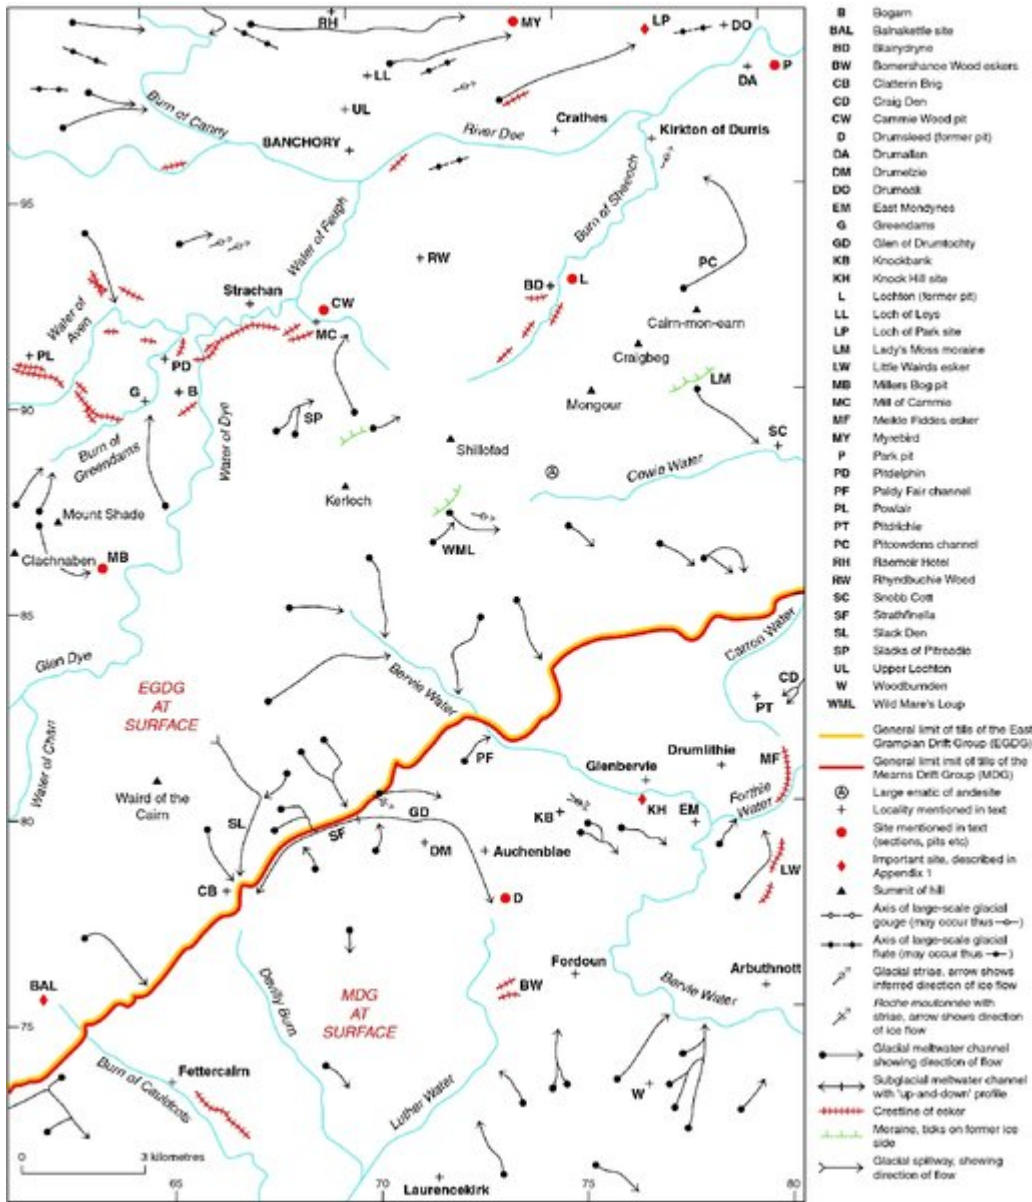 RH
MY
LP
DO
DA
P
LL
UL
Burn of Canny
BANCHORY
River Dee
Crathes
Kirkton of Durris
95
Water of Feugh
Burn of Sheeoch
RW
PC
Strachan
CW
BD
L
Water of Aven
MC
Cairn-mon-earn
Craigbeg
PL
PD
B
G
LM
Mongour
90
SP
Water of Dye
Burn of Greendams
Shillofad
SC
Cowie Water
Kerloch
Mount Shade
Clachnaben
MB
WML
85
Glen Dye
Carron Water
EGDG
AT
SURFACE
Bervie Water
CD
PT
Water of Charr
PF
Drumlithie
MF
Glenbervie
Waird of the
Cairn
KH
EM
Forthie
Water
80
SL
SF
GD
KB
DM
Auchenblae
LW
CB
D
Fordoun
Arbuthnott
BAL
BW
Bervie Water
Devilly Burn
MDG
AT
SURFACE
75
Fettercairn
Burn of Cauldcots
Luther Water
W
0
3 kilometres
65
70
75
80
Laurencekirk
B Bogarn
BAL Balnakettle site
BD Blairydryne
BW Bomershanoe Wood eskers
CB Clatterin Brig
CD Craig Den
CW Cammie Wood pit
D Drumsleed (former pit)
DA Drumallan
DM Drumelzie
DO Drumoak
EM East Mondynes
G Greendams
GD Glen of Drumtochty
KB Knockbank
KH Knock Hill site
L Lochton (former pit)
LL Loch of Leys
LP Loch of Park site
LM Lady's Moss moraine
LW Little Wairds esker
MB Millers Bog pit
MC Mill of Cammie
MF Meikle Fiddes esker
MY Myrebird
P Park pit
PD Pitdelphin
PF Paldy Fair channel
PL Powlair
PT Pitdrichie
PC Pitcowdens channel
RH Raemoir Hotel
RW Rhyndbuchie Wood
SC Snobb Cott
SF Strathfinella
SL Slack Den
SP Slacks of Pitreadie
UL Upper Lochton
W Woodburnden
WML Wild Mare's Loup
General limit of tills of the East
Grampian Drift Group (EGDG)
General limit imit of tills of the
Mearns Drift Group (MDG)
Large erratic of andesite
Locality mentioned in text
Site mentioned in text
(sections, pits etc)
Important site, described in
Appendix 1
Summit of hill
Axis of large-scale glacial
gouge (may occur thus)
Axis of large-scale glacial
flute (may occur thus)
Glacial striae, arrow shows
inferred direction of ice flow
Roche moutonnée with
striae, arrow shows direction
of ice flow
Glacial meltwater channel
showing direction of flow
Subglacial meltwater channel
with 'up-and-down' profile
Crestline of esker
Moraine, ticks on former ice
side
Glacial spillway, showing
direction of flow